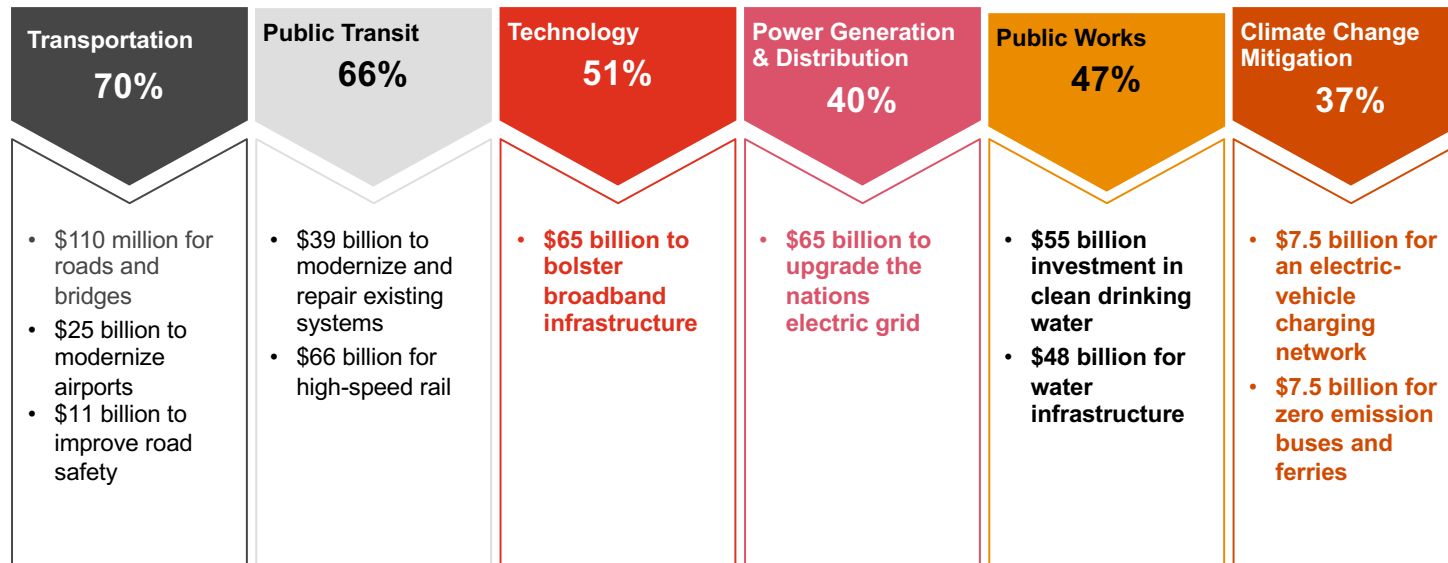 Transportation
70%
• $110 million for
roads and
bridges
• $25 billion to
modernize
airports
• $11 billion to
improve road
safety
Public Transit
66%
• $39 billion to
modernize and
repair existing
systems
• $66 billion for
high-speed rail
Technology
51%
• $65 billion to
bolster
broadband
infrastructure
Power Generation
& Distribution
40%
• $65 billion to
upgrade the
nations
electric grid
Public Works
47%
• $55 billion
investment in
clean drinking
water
• $48 billion for
water
infrastructure
Climate Change
Mitigation
37%
• $7.5 billion for
an electric-
vehicle
charging
network
• $7.5 billion for
zero emission
buses and
ferries